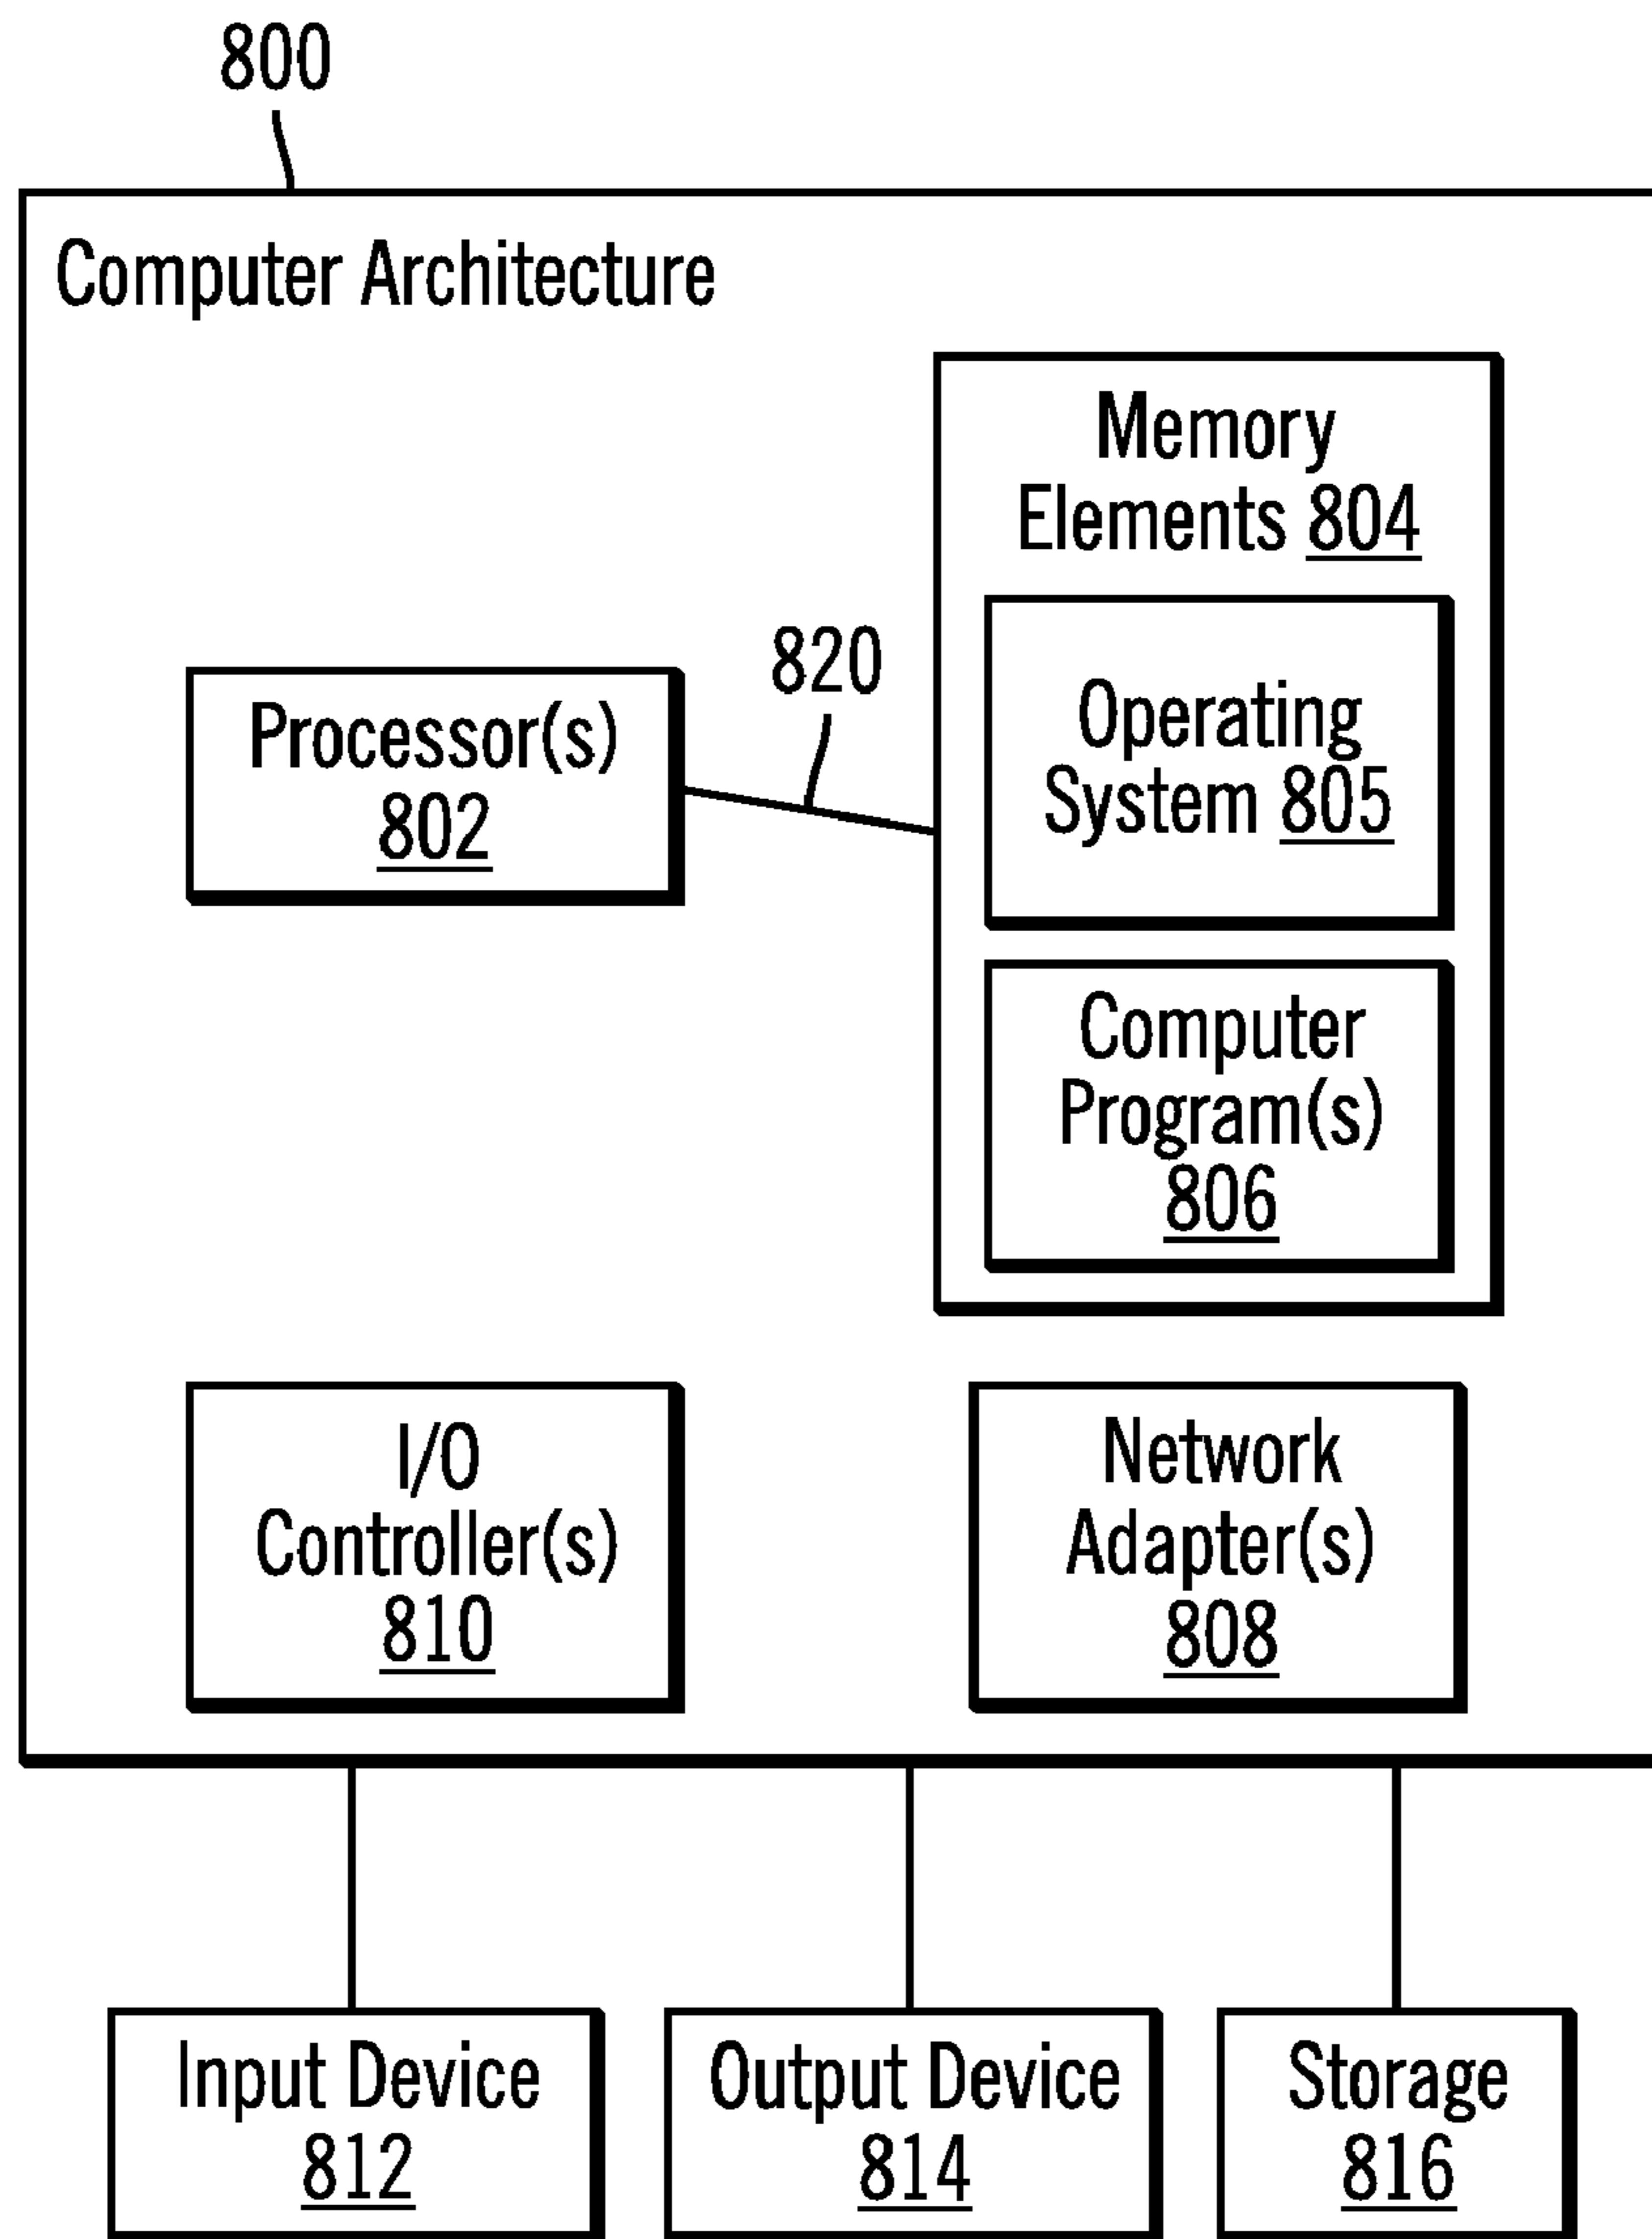 800
Computer Architecture
Memory
Elements 804
820
Operating
System 805
Processor(s)
802
Computer
Program(s)
806
I/O
Controller(s)
810
Network
Adapter(s)
808
Input Device
812
Output Device
814
Storage
816